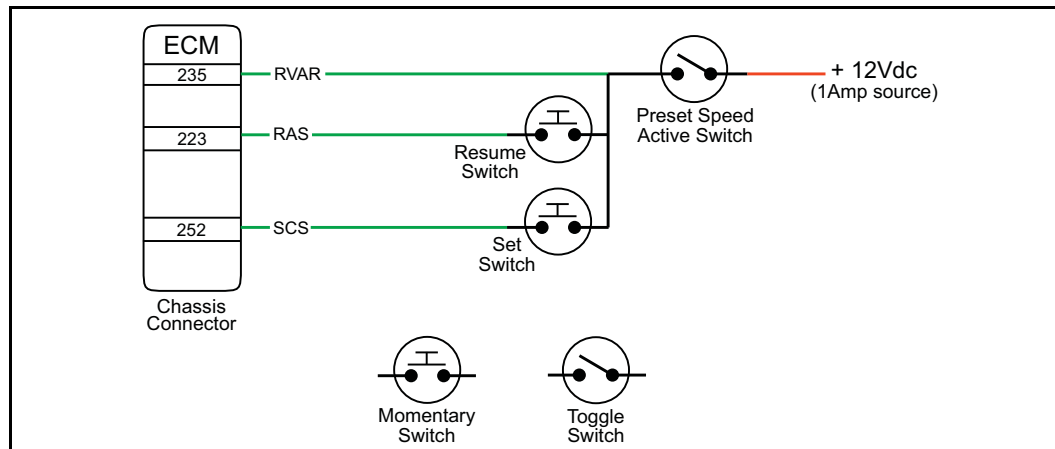 ECM
235
RVAR
+ 12Vdc
(1Amp source)
Preset Speed
Active Switch
223
RAS
Resume
Switch
252
SCS
Set
Switch
Chassis
Connector
Momentary
Switch
Toggle
Switch